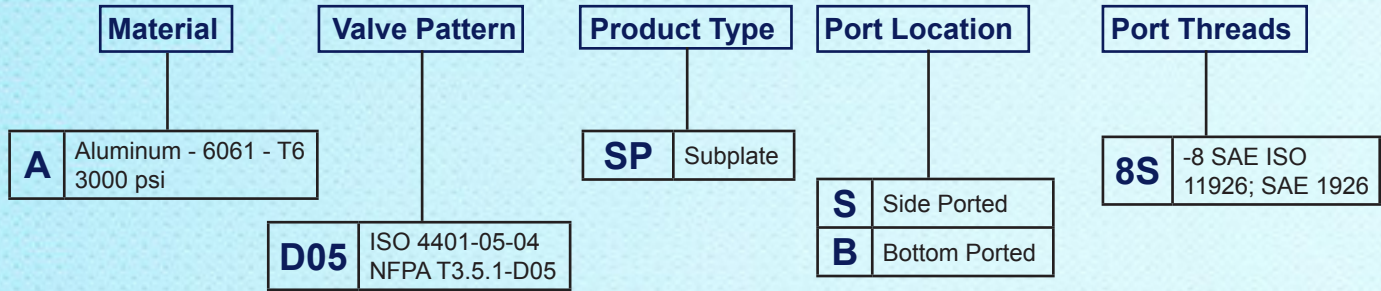 Material
Valve Pattern
Product Type
Port Location
Port Threads
A
Aluminum - 6061 - T6
3000 psi
D05
ISO 4401-05-04
NFPA T3.5.1-D05
SP
Subplate
S
Side Ported
B
Bottom Ported
8S
-8 SAE ISO
11926; SAE 1926